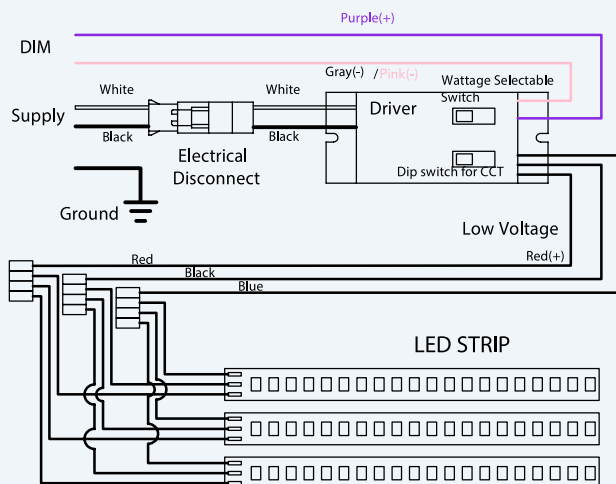 Purple(+)
DIM
Gray(-) /Pink(-)
Wattage Selectable
Switch
White
White
Driver
Supply
Black
Black
Electrical
Disconnect
Dip switch for CCT
Ground
Low Voltage
Red(+)
Red
Black
Blue
LED STRIP